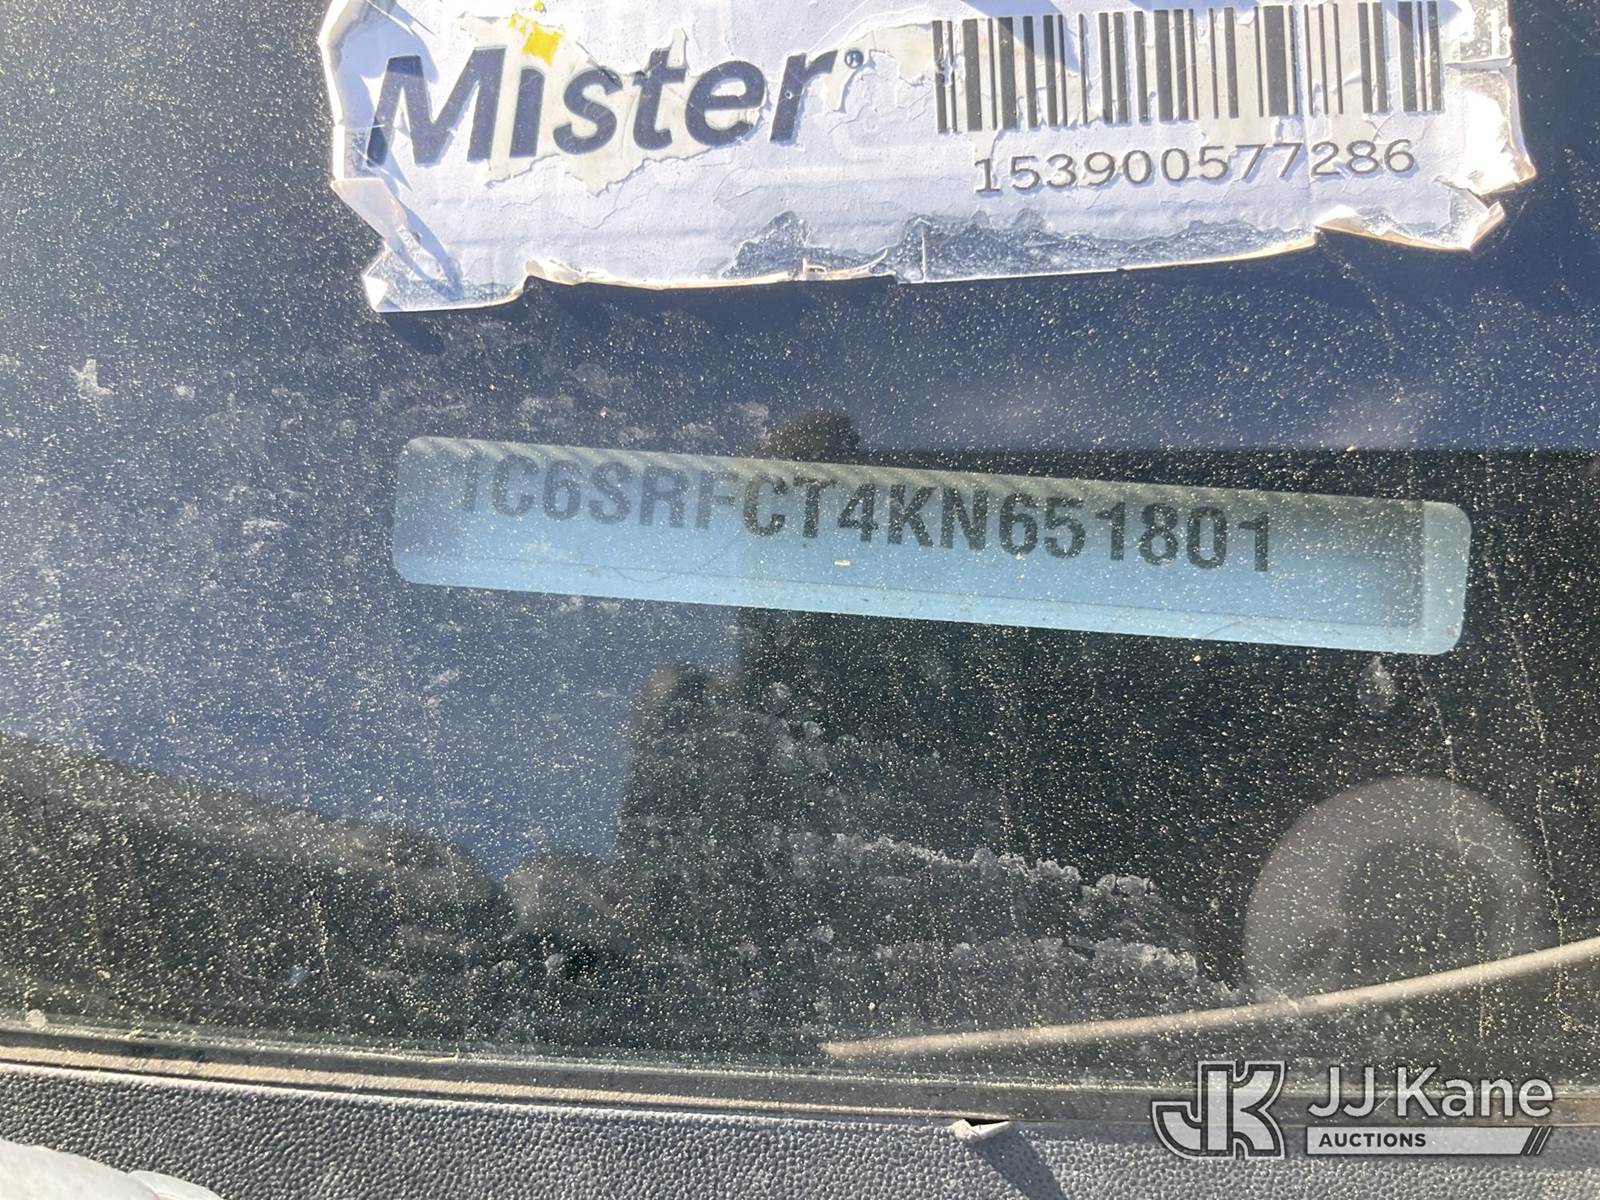 Mister®
153900577286
1C6SRFCT4KN651801
JJ Kane
AUCTIONS